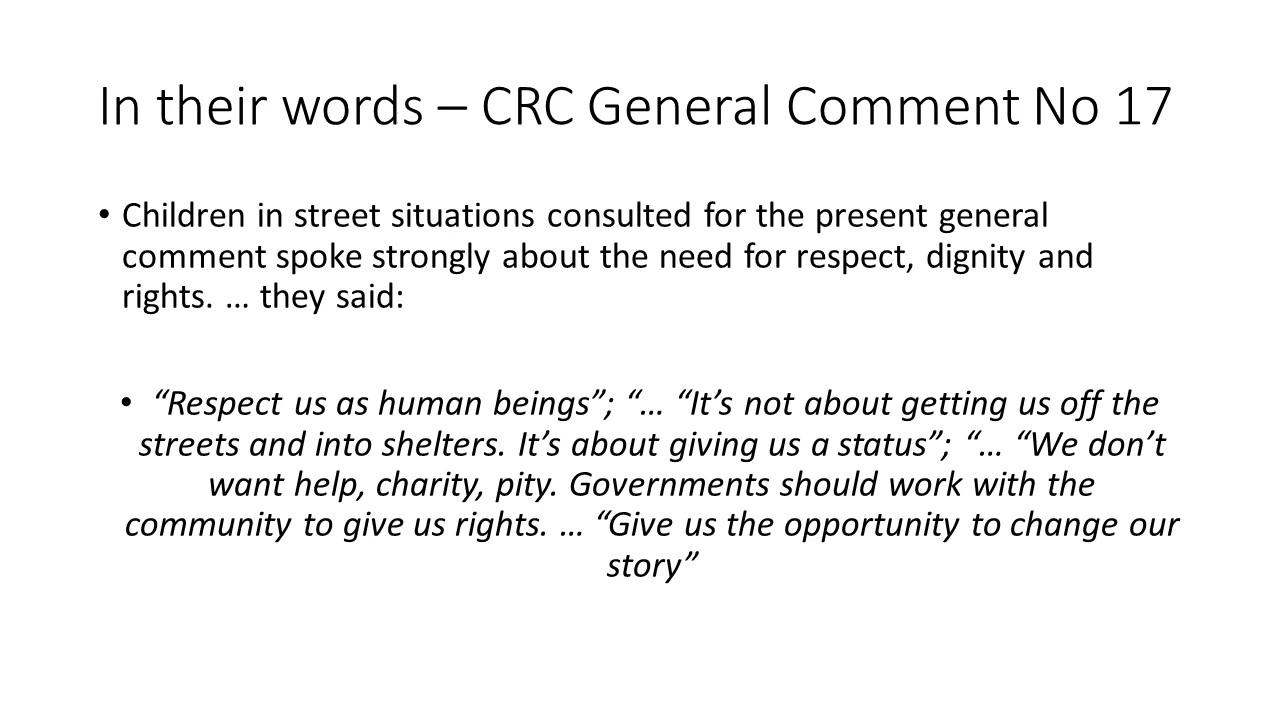 In their words – CRC General Comment No 17
• Children in street situations consulted for the present general
comment spoke strongly about the need for respect, dignity and
rights. … they said:
• “Respect us as human beings”; “… “It’s not about getting us off the
streets and into shelters. It’s about giving us a status”; “… “We don’t
want help, charity, pity. Governments should work with the
community to give us rights. … “Give us the opportunity to change our
story”